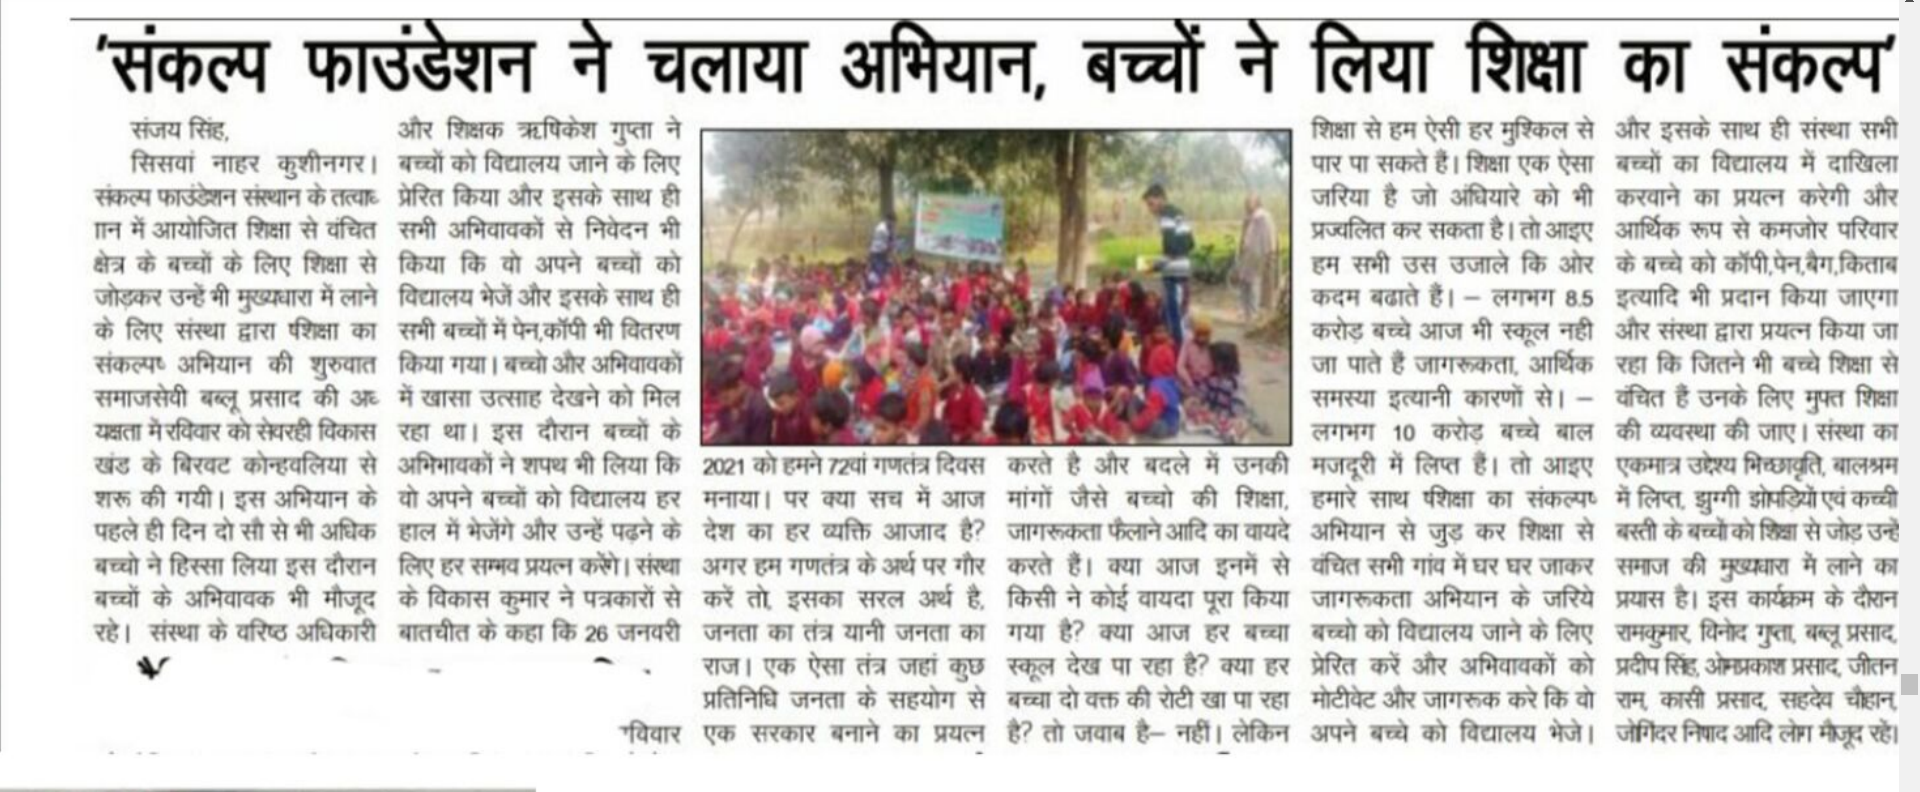 'संकल्प फाउंडेशन ने चलाया अभियान, बच्चों ने लिया शिक्षा का संकल्प'
संजय सिंह,
सिसवां नाहर कुशीनगर।
संकल्प फाउंडेशन संस्थान के तत्वाध
ान में आयोजित शिक्षा से वंचित
क्षेत्र के बच्चों के लिए शिक्षा से
जोड़कर उन्हें भी मुख्यधारा में लाने
के लिए संस्था द्वारा षशिक्षा का
संकल्पष अभियान की शुरुवात
समाजसेवी बब्लू प्रसाद की अध
यक्षता में रविवार को सेवरही विकास
खंड के बिरवट कोन्हवलिया से
शरू की गयी। इस अभियान के
पहले ही दिन दो सौ से भी अधिक
बच्चो ने हिस्सा लिया इस दौरान
बच्चों के अभिवावक भी मौजूद
रहे। संस्था के वरिष्ठ अधिकारी
और शिक्षक ऋषिकेश गुप्ता ने
बच्चों को विद्यालय जाने के लिए
प्रेरित किया और इसके साथ ही
सभी अभिवावकों से निवेदन भी
किया कि वो अपने बच्चों को
विद्यालय भेजें और इसके साथ ही
सभी बच्चों में पेन,कॉपी भी वितरण
किया गया। बच्चो और अभिवावकों
में खासा उत्साह देखने को मिल
रहा था। इस दौरान बच्चों के
अभिभावकों ने शपथ भी लिया कि
वो अपने बच्चों को विद्यालय हर
हाल में भेजेंगे और उन्हें पढ़ने के
लिए हर सम्भव प्रयत्न करेंगे। संस्था
के विकास कुमार ने पत्रकारों से
बातचीत के कहा कि 26 जनवरी
2021 को हमने 72वां गणतंत्र दिवस
मनाया। पर क्या सच में आज
देश का हर व्यक्ति आजाद है?
अगर हम गणतंत्र के अर्थ पर गौर
करें तो, इसका सरल अर्थ है,
जनता का तंत्र यानी जनता का
राज। एक ऐसा तंत्र जहां कुछ
प्रतिनिधि जनता के सहयोग से
एक सरकार बनाने का प्रयत्न
करते है और बदले में उनकी
मांगों जैसे बच्चो की शिक्षा,
जागरूकता फैलाने आदि का वायदे
करते हैं। क्या आज इनमें से
किसी ने कोई वायदा पूरा किया
गया है? क्या आज हर बच्चा
स्कूल देख पा रहा है? क्या हर
बच्चा दो वक्त की रोटी खा पा रहा
है? तो जवाब है– नहीं। लेकिन
शिक्षा से हम ऐसी हर मुश्किल से
पार पा सकते हैं। शिक्षा एक ऐसा
जरिया है जो अंधियारे को भी
प्रज्वलित कर सकता है। तो आइए
हम सभी उस उजाले कि ओर
कदम बढाते हैं। – लगभग 8.5
करोड़ बच्चे आज भी स्कूल नही
जा पाते हैं जागरूकता, आर्थिक
समस्या इत्यानी कारणों से। –
लगभग 10 करोड़ बच्चे बाल
मजदूरी में लिप्त हैं। तो आइए
हमारे साथ षशिक्षा का संकल्पष
अभियान से जुड़ कर शिक्षा से
वंचित सभी गांव में घर घर जाकर
जागरूकता अभियान के जरिये
बच्चो को विद्यालय जाने के लिए
प्रेरित करें और अभिवावकों को
मोटीवेट और जागरूक करे कि वो
अपने बच्चे को विद्यालय भेजे।
और इसके साथ ही संस्था सभी
बच्चों का विद्यालय में दाखिला
करवाने का प्रयत्न करेगी और
आर्थिक रूप से कमजोर परिवार
के बच्चे को कॉपी,पेन,बैग,किताब
इत्यादि भी प्रदान किया जाएगा
और संस्था द्वारा प्रयत्न किया जा
रहा कि जितने भी बच्चे शिक्षा से
वंचित हैं उनके लिए मुफ्त शिक्षा
की व्यवस्था की जाए। संस्था का
एकमात्र उद्देश्य भिच्छावृति, बालश्रम
में लिप्त, झुग्गी झोपड़ियों एवं कच्ची
बस्ती के बच्चों को शिक्षा से जोड़ उन्हें
समाज की मुख्यधारा में लाने का
प्रयास है। इस कार्यक्रम के दौरान
रामकुमार, विनोद गुप्ता, बब्लू प्रसाद,
प्रदीप सिंह, ओमप्रकाश प्रसाद, जीतन
राम, कासी प्रसाद, सहदेव चौहान,
जोगिंदर निषाद आदि लोग मौजूद रहें।